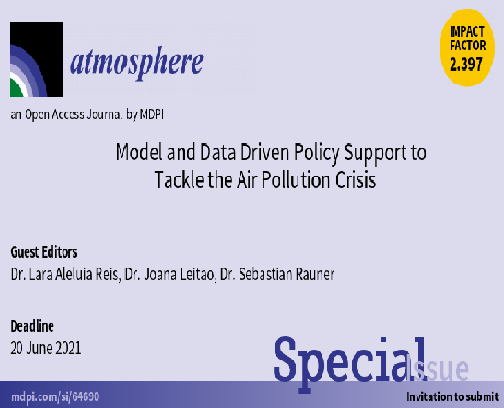 IMPACT
FACTOR
2.397
atmosphere
an Open Access Journal by MDPI
Model and Data Driven Policy Support to
Tackle the Air Pollution Crisis
Guest Editors
Dr. Lara Aleluia Reis, Dr. Joana Leitao, Dr. Sebastian Rauner
Deadline
20 June 2021
Special
Issue
mdpi.com/si/64690
Invitation to submit